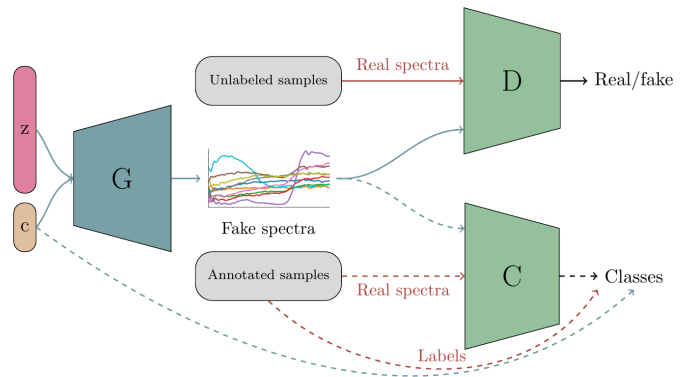 Unlabeled samples
Real spectra
D
Real/fake
z
G
Fake spectra
c
Annotated samples
Real spectra
C
Classes
Labels